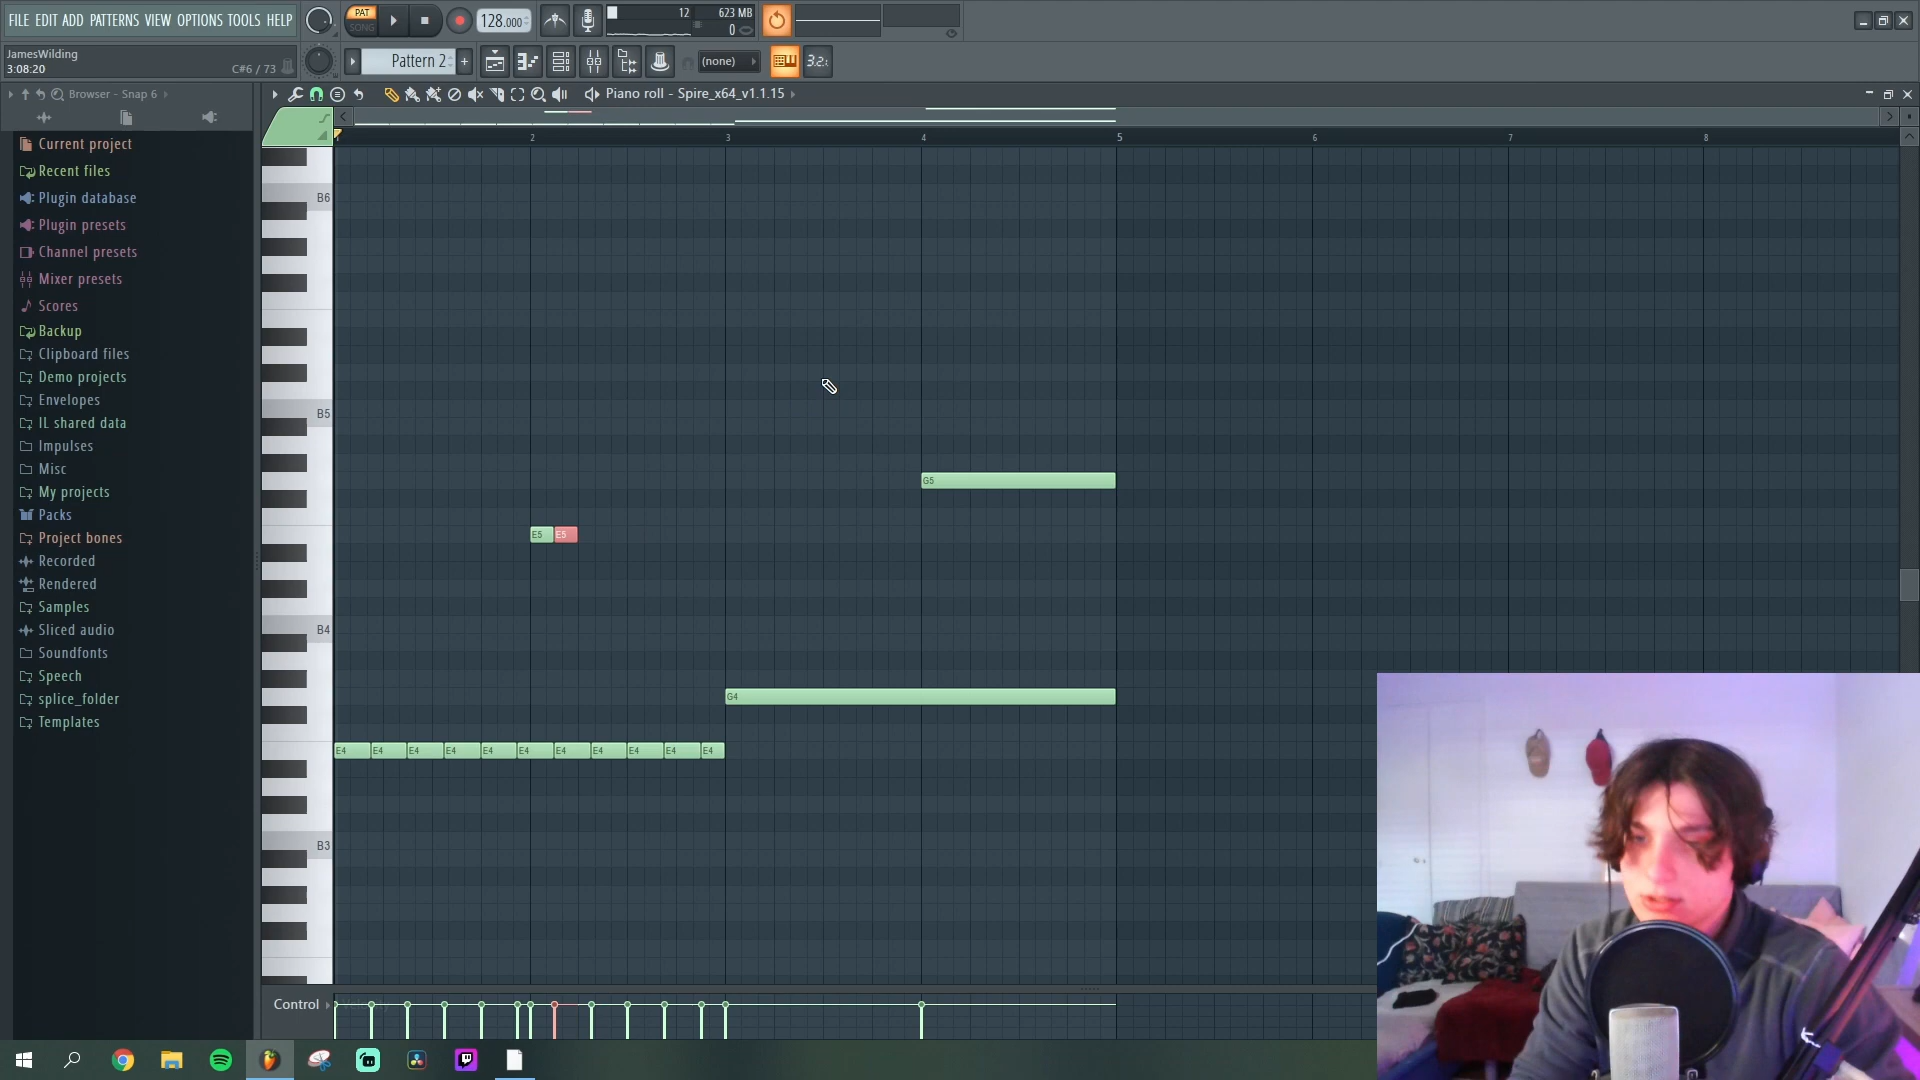 FILE EDIT ADD PATTERNS VIEW OPTIONS TOOLS HELP
PAT
SONG
128.000
12
623 MB
0
JamesWilding
3:08:20
C#6 / 73
Pattern 2
+
(none)
3.2:
Browser - Snap 6
Piano roll - Spire_x64_v1.1.15
Current project
Recent files
Plugin database
Plugin presets
Channel presets
Mixer presets
Scores
Backup
Clipboard files
Demo projects
Envelopes
IL shared data
Impulses
Misc
My projects
Packs
Project bones
Recorded
Rendered
Samples
Sliced audio
Soundfonts
Speech
splice_folder
Templates
2 3 4 5 6 7 8
B6
B5
G5
E5 E5
B4
G4
E4 E4 E4 E4 E4 E4 E4 E4 E4 E4 E4
B3
Control